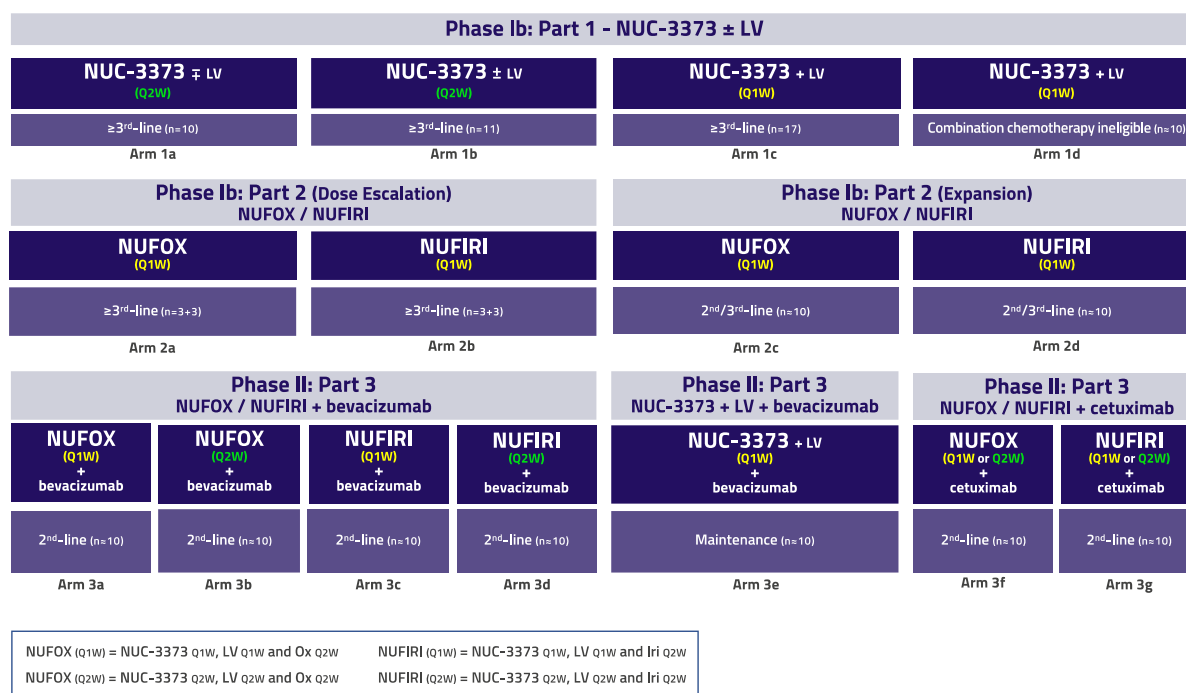 Phase Ib: Part 1 - NUC-3373 ± LV
NUC-3373 ∓ LV
(Q2W)
≥3rd-line (n=10)
Arm 1a
NUC-3373 ± LV
(Q2W)
≥3rd-line (n=11)
Arm 1b
NUC-3373 + LV
(Q1W)
≥3rd-line (n=17)
Arm 1c
NUC-3373 + LV
(Q1W)
Combination chemotherapy ineligible (n≈10)
Arm 1d
Phase Ib: Part 2 (Dose Escalation)
NUFOX / NUFIRI
NUFOX
(Q1W)
≥3rd-line (n=3+3)
Arm 2a
NUFIRI
(Q1W)
≥3rd-line (n=3+3)
Arm 2b
Phase Ib: Part 2 (Expansion)
NUFOX / NUFIRI
NUFOX
(Q1W)
2nd/3rd-line (n≈10)
Arm 2c
NUFIRI
(Q1W)
2nd/3rd-line (n≈10)
Arm 2d
Phase II: Part 3
NUFOX / NUFIRI + bevacizumab
NUFOX
(Q1W)
+
bevacizumab
2nd-line (n≈10)
Arm 3a
NUFOX
(Q2W)
+
bevacizumab
2nd-line (n≈10)
Arm 3b
NUFIRI
(Q1W)
+
bevacizumab
2nd-line (n≈10)
Arm 3c
NUFIRI
(Q2W)
+
bevacizumab
2nd-line (n≈10)
Arm 3d
Phase II: Part 3
NUC-3373 + LV + bevacizumab
NUC-3373 + LV
(Q1W)
+
bevacizumab
Maintenance (n≈10)
Arm 3e
Phase II: Part 3
NUFOX / NUFIRI + cetuximab
NUFOX
(Q1W or Q2W)
+
cetuximab
2nd-line (n≈10)
Arm 3f
NUFIRI
(Q1W or Q2W)
+
cetuximab
2nd-line (n≈10)
Arm 3g
NUFOX (Q1W) = NUC-3373 Q1W, LV Q1W and Ox Q2W
NUFIRI (Q1W) = NUC-3373 Q1W, LV Q1W and Iri Q2W
NUFOX (Q2W) = NUC-3373 Q2W, LV Q2W and Ox Q2W
NUFIRI (Q2W) = NUC-3373 Q2W, LV Q2W and Iri Q2W